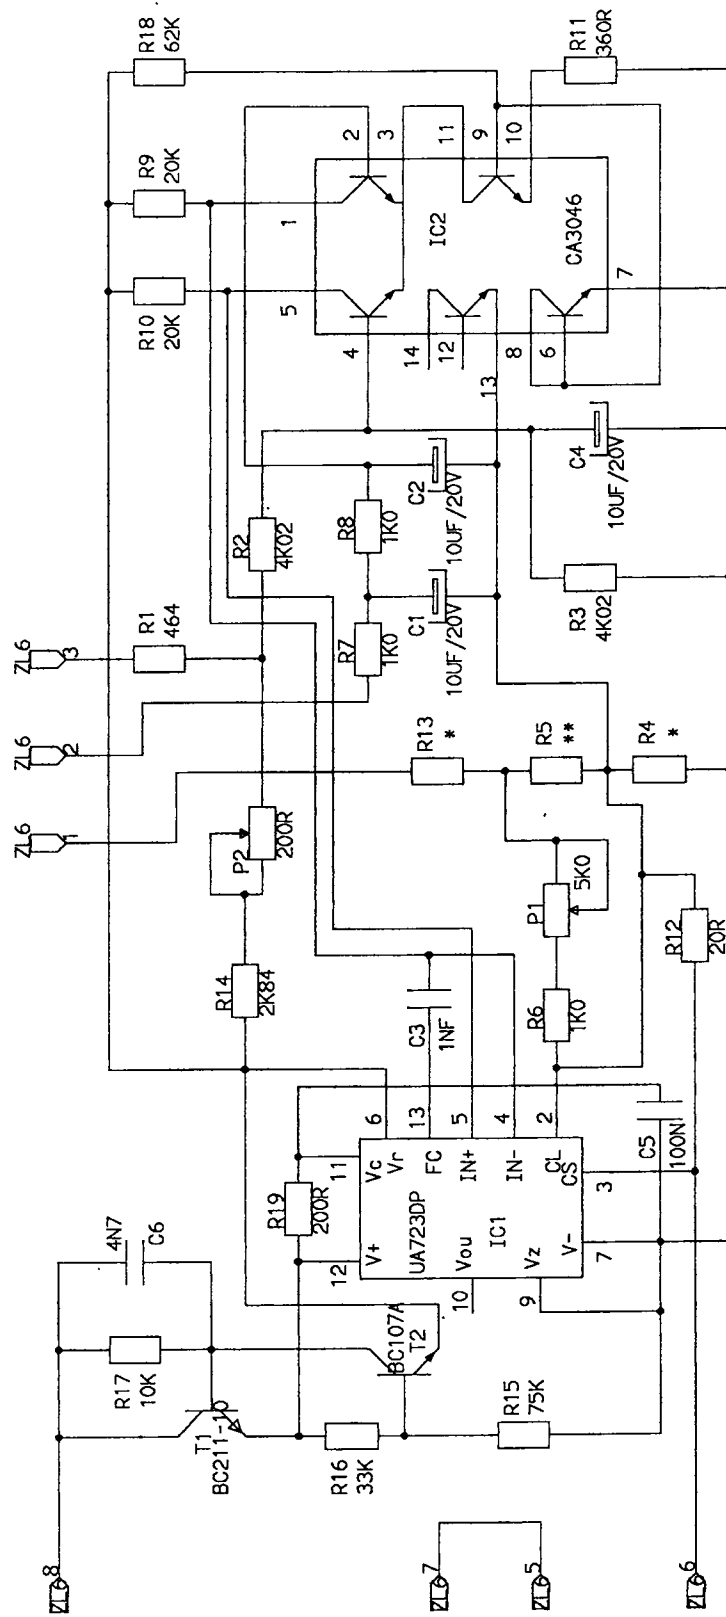 R18
62K
R11
360R
2
3
11
9
10
R9
20K
1
IC2
CA3046
7
R10
20K
5
4
14
12
8
6
13
C2
10UF/20V
C4
10UF/20V
R8
1K0
R2
4K02
R1
464
R7
1K0
C1
10UF/20V
R3
4K02
ZL6
3
ZL6
2
ZL6
1
R13
*
R5
**
R4
*
P2
200R
P1
5K0
R14
2K84
R12
20R
C3
1NF
R6
1K0
6
13
5
4
2
C5
100N
11
Vc
Vr
FC
IN+
IN-
CL
CS
3
R19
200R
12
V+
UA723DP
Vou
IC1
Vz
V-
7
10
9
4N7
C6
R17
10K
BC107A
T2
T1
BC211-10
R16
33K
R15
75K
ZL6
8
ZL6
7
ZL6
5
ZL6
6